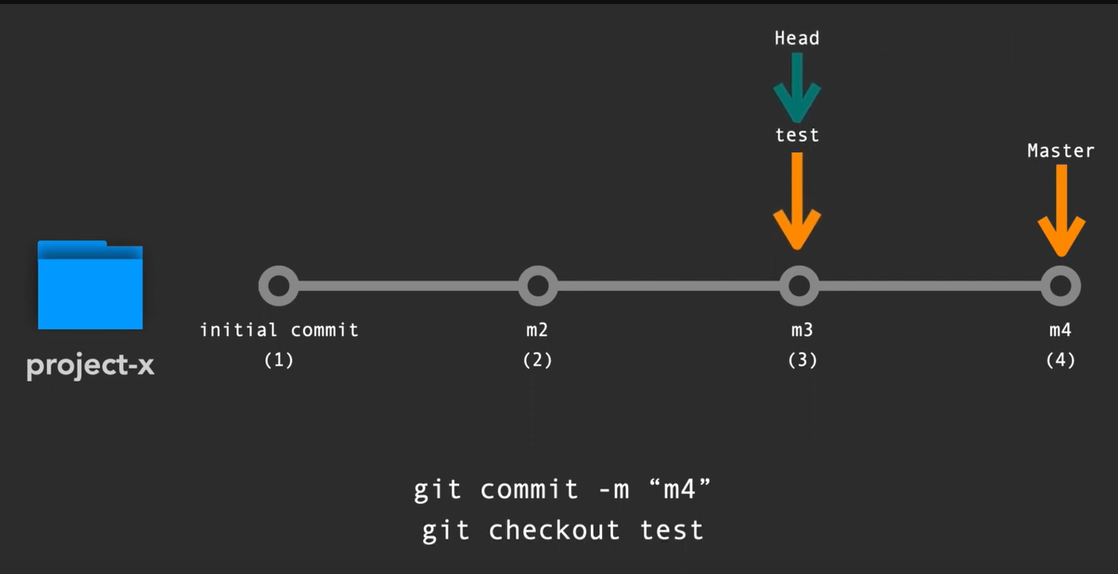 Head
test
Master
project-x
initial commit
(1)
m2
(2)
m3
(3)
m4
(4)
git commit -m “m4”
git checkout test